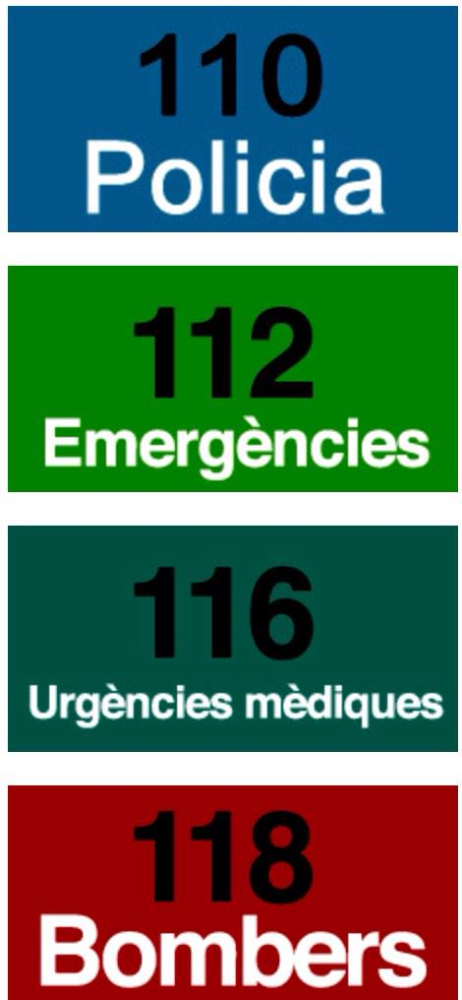 110
Policia
112
Emergències
116
Urgències mèdiques
118
Bombers